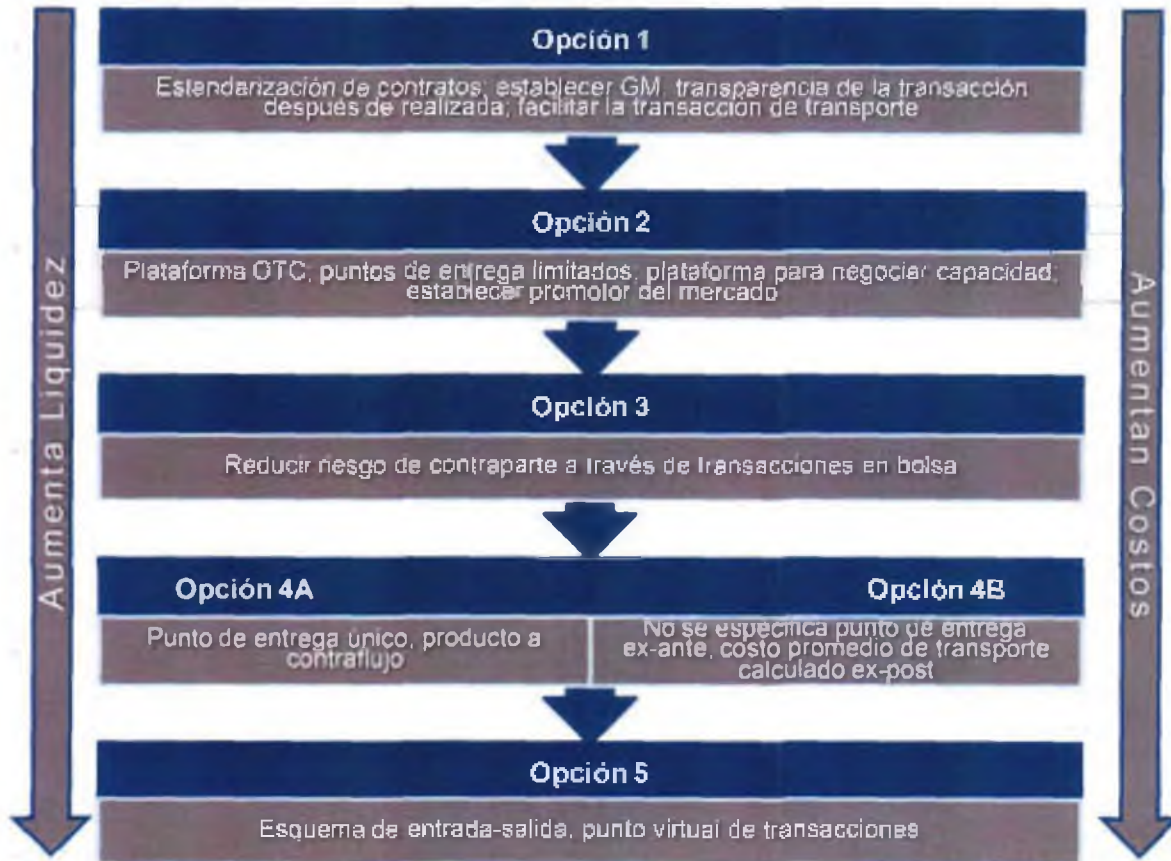 Opción 1
Estandarización de contratos; establecer GM, transparencia de la transacción
después de realizada; facilitar la transacción de transporte
Opción 2
Plataforma OTC; puntos de entrega limitados; plataforma para negociar capacidad;
establecer promotor del mercado
Opción 3
Reducir riesgo de contraparte a través de transacciones en bolsa
Opción 4A
Opción 4B
Punto de entrega único, producto a
contraflujo
No se especifica punto de entrega
ex-ante, costo promedio de transporte
calculado ex-post
Opción 5
Esquema de entrada-salida, punto virtual de transacciones
Aumenta Liquidez
Aumentan Costos